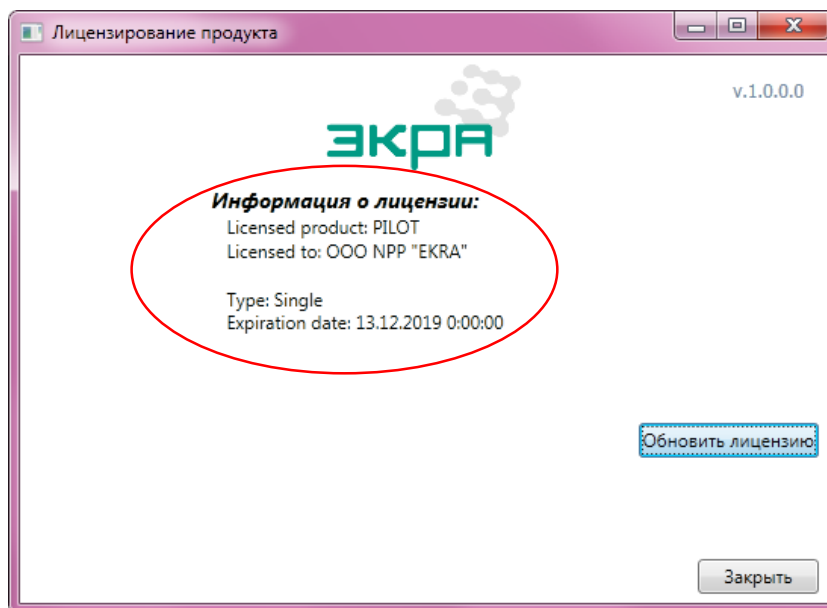 Лицензирование продукта
v.1.0.0.0
ЭКРА
Информация о лицензии:
Licensed product: PILOT
Licensed to: OOO NPP "EKRA"
Type: Single
Expiration date: 13.12.2019 0:00:00
Обновить лицензию
Закрыть